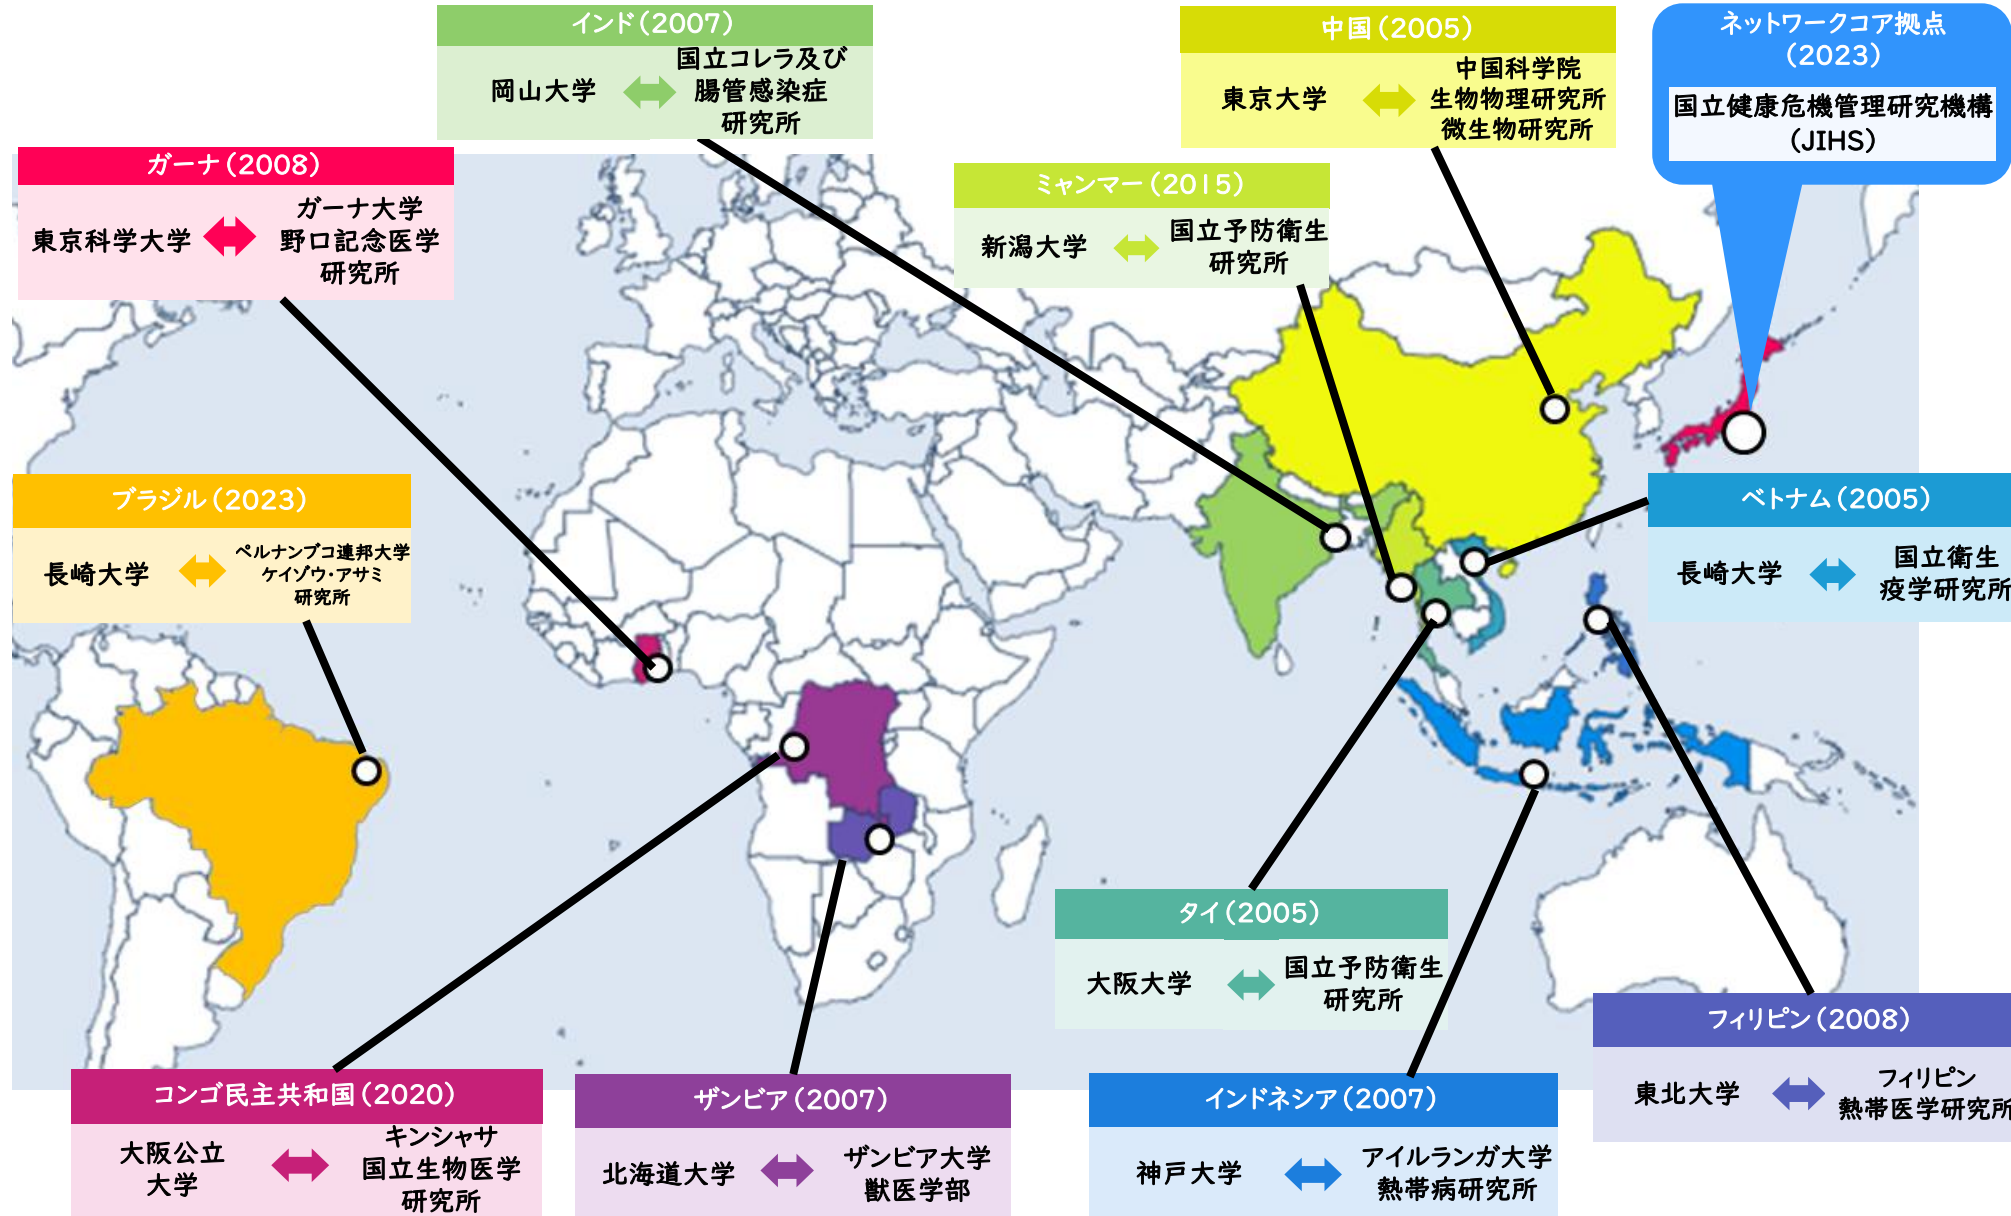 インド(2007)
岡山大学
国立コレラ及び
腸管感染症
研究所
中国(2005)
東京大学
中国科学院
生物物理研究所
微生物研究所
ネットワークコア拠点
(2023)
国立健康危機管理研究機構
(JIHS)
ガーナ(2008)
東京科学大学
ガーナ大学
野口記念医学
研究所
ミャンマー(2015)
新潟大学
国立予防衛生
研究所
ブラジル(2023)
長崎大学
ペルナンブコ連邦大学
ケイゾウ・アサミ
研究所
ベトナム(2005)
長崎大学
国立衛生
疫学研究所
タイ(2005)
大阪大学
国立予防衛生
研究所
フィリピン(2008)
東北大学
フィリピン
熱帯医学研究所
コンゴ民主共和国(2020)
大阪公立
大学
キンシャサ
国立生物医学
研究所
ザンビア(2007)
北海道大学
ザンビア大学
獣医学部
インドネシア(2007)
神戸大学
アイルランガ大学
熱帯病研究所